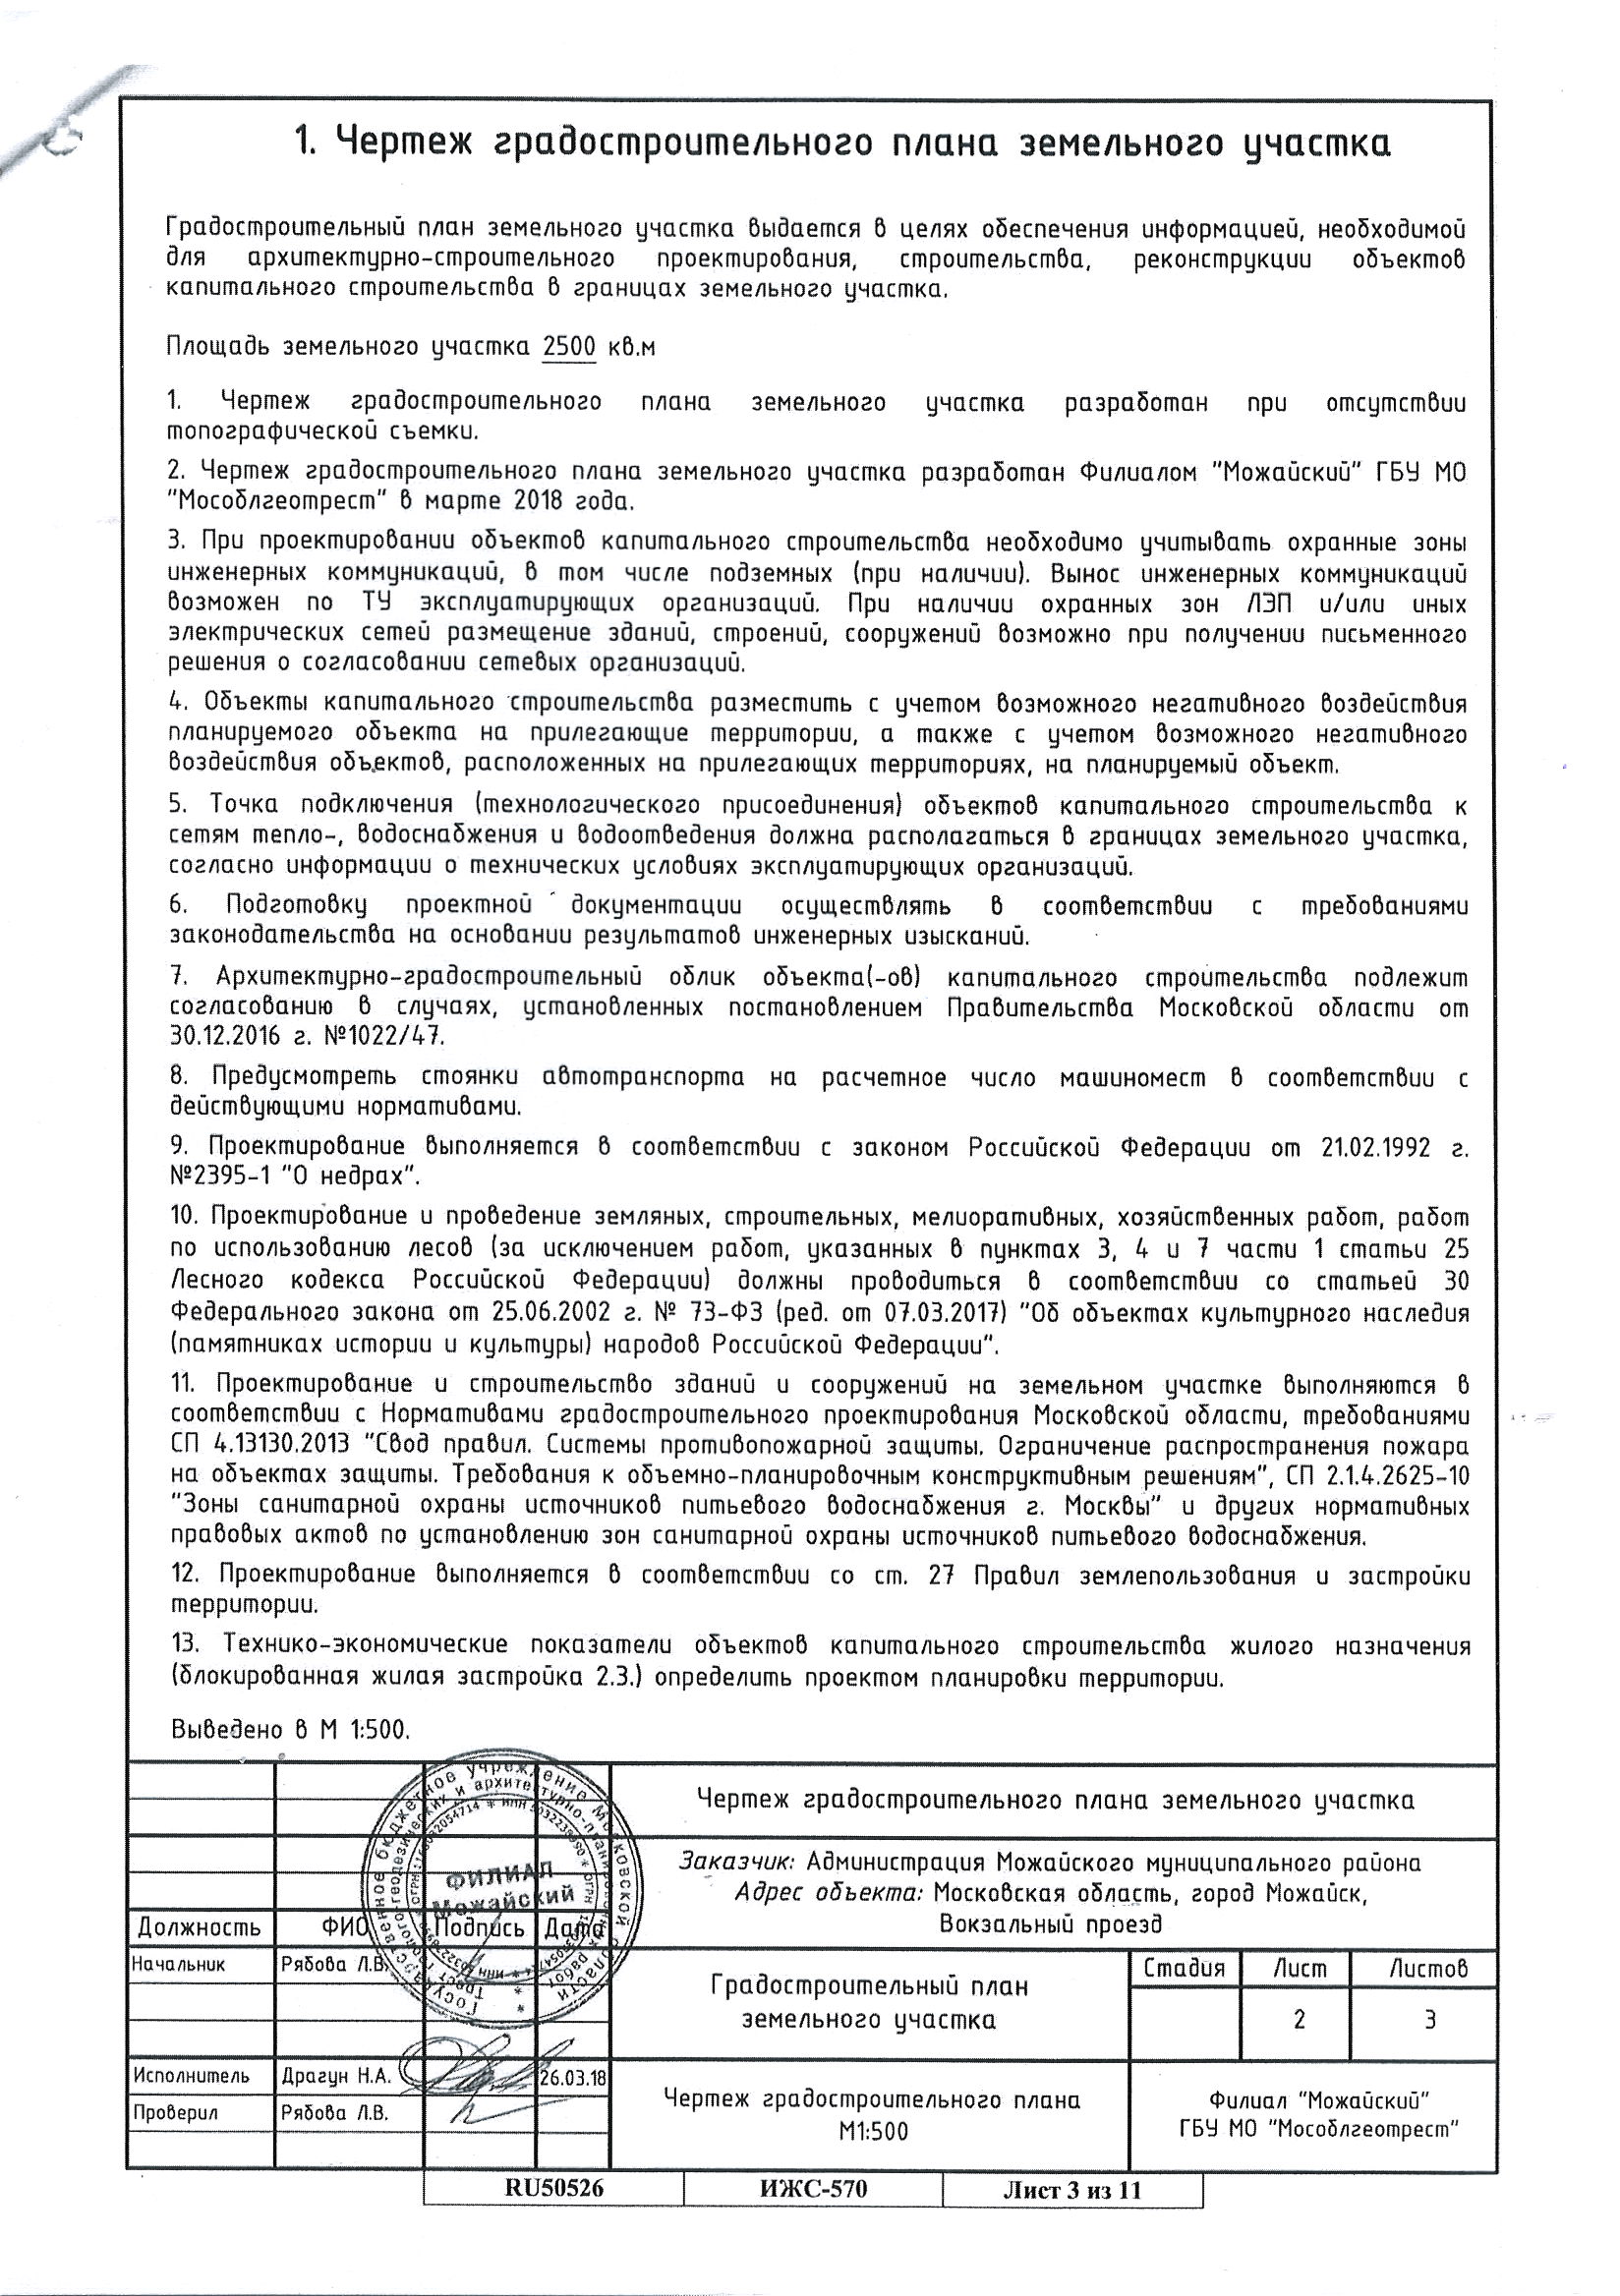 1. Чертеж градостроительного плана земельного участка
Градостроительный план земельного участка выдается в целях обеспечения информацией, необходимой
для архитектурно-строительного проектирования, строительства, реконструкции объектов
капитального строительства в границах земельного участка.
Площадь земельного участка 2500 кв.м
1. Чертеж градостроительного плана земельного участка разработан при отсутствии
топографической съемки.
2. Чертеж градостроительного плана земельного участка разработан Филиалом "Можайский" ГБУ МО
"Мособлгеотрест" в марте 2018 года.
3. При проектировании объектов капитального строительства необходимо учитывать охранные зоны
инженерных коммуникаций, в том числе подземных (при наличии). Вынос инженерных коммуникаций
возможен по ТУ эксплуатирующих организаций. При наличии охранных зон ЛЭП и/или иных
электрических сетей размещение зданий, строений, сооружений возможно при получении письменного
решения о согласовании сетевых организаций.
4. Объекты капитального строительства разместить с учетом возможного негативного воздействия
планируемого объекта на прилегающие территории, а также с учетом возможного негативного
воздействия объектов, расположенных на прилегающих территориях, на планируемый объект.
5. Точка подключения (технологического присоединения) объектов капитального строительства к
сетям тепло-, водоснабжения и водоотведения должна располагаться в границах земельного участка,
согласно информации о технических условиях эксплуатирующих организаций.
6. Подготовку проектной документации осуществлять в соответствии с требованиями
законодательства на основании результатов инженерных изысканий.
7. Архитектурно-градостроительный облик объекта(-ов) капитального строительства подлежит
согласованию в случаях, установленных постановлением Правительства Московской области от
30.12.2016 г. №1022/47.
8. Предусмотреть стоянки автотранспорта на расчетное число машиномест в соответствии с
действующими нормативами.
9. Проектирование выполняется в соответствии с законом Российской Федерации от 21.02.1992 г.
№2395-1 "О недрах".
10. Проектирование и проведение земляных, строительных, мелиоративных, хозяйственных работ, работ
по использованию лесов (за исключением работ, указанных в пунктах 3, 4 и 7 части 1 статьи 25
Лесного кодекса Российской Федерации) должны проводиться в соответствии со статьей 30
Федерального закона от 25.06.2002 г. № 73-ФЗ (ред. от 07.03.2017) "Об объектах культурного наследия
(памятниках истории и культуры) народов Российской Федерации".
11. Проектирование и строительство зданий и сооружений на земельном участке выполняются в
соответствии с Нормативами градостроительного проектирования Московской области, требованиями
СП 4.13130.2013 "Свод правил. Системы противопожарной защиты. Ограничение распространения пожара
на объектах защиты. Требования к объемно-планировочным конструктивным решениям", СП 2.1.4.2625-10
"Зоны санитарной охраны источников питьевого водоснабжения г. Москвы" и других нормативных
правовых актов по установлению зон санитарной охраны источников питьевого водоснабжения.
12. Проектирование выполняется в соответствии со ст. 27 Правил землепользования и застройки
территории.
13. Технико-экономические показатели объектов капитального строительства жилого назначения
(блокированная жилая застройка 2.3.) определить проектом планировки территории.
Выведено в М 1:500.
Чертеж градостроительного плана земельного участка
Заказчик: Администрация Можайского муниципального района
Адрес объекта: Московская область, город Можайск,
Вокзальный проезд
Государственное бюджетное учреждение Московской области
ФИЛИАЛ
Можайский
Должность ФИО Подпись Дата
Начальник Рябова Л.В.
Градостроительный план
земельного участка
Стадия Лист Листов
2 3
Исполнитель Драгун Н.А. 26.03.18
Проверил Рябова Л.В.
Чертеж градостроительного плана
М1:500
Филиал "Можайский"
ГБУ МО "Мособлгеотрест"
RU50526 ИЖС-570 Лист 3 из 11